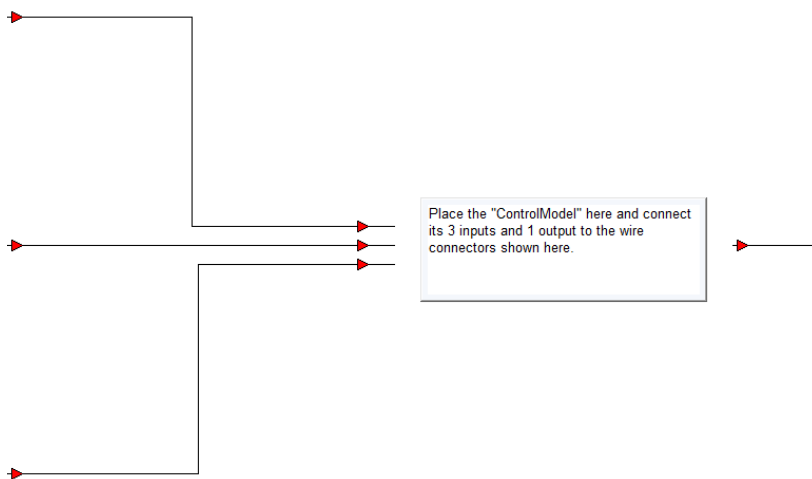 Place the "ControlModel" here and connect
its 3 inputs and 1 output to the wire
connectors shown here.